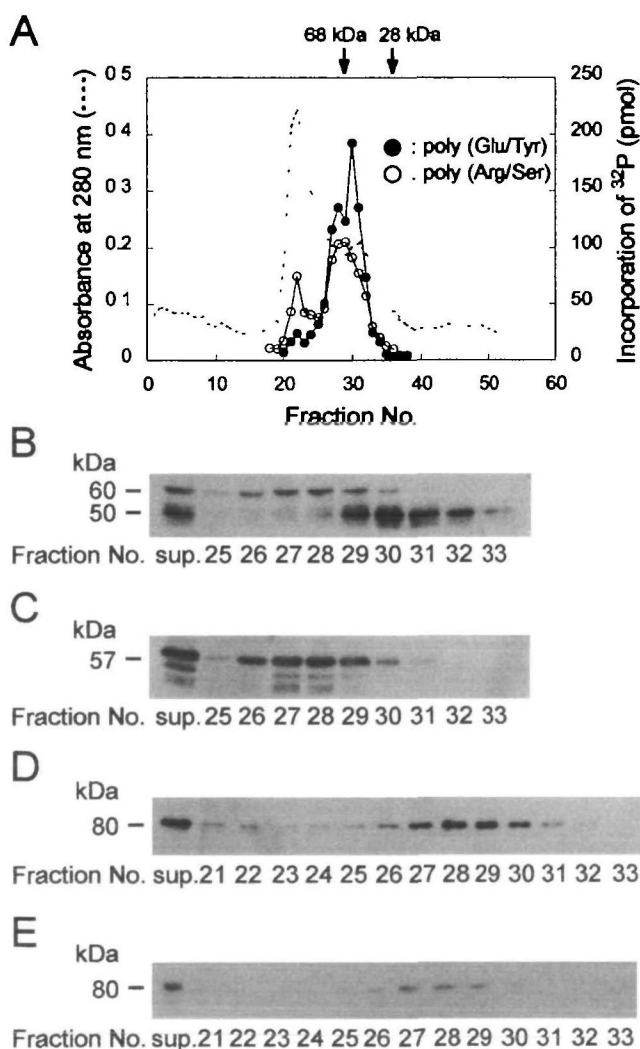 A
68 kDa 28 kDa
Absorbance at 280 nm (----)
0 5
0 4
0 3
0 2
0 1
0
250
200
150
100
50
0
Incorporation of ³²P (pmol)
● : poly (Glu/Tyr)
○ . poly (Arg/Ser)
0 10 20 30 40 50 60
Fraction No.
B
kDa
60
50
Fraction No. sup. 25 26 27 28 29 30 31 32 33
C
kDa
57
Fraction No. sup. 25 26 27 28 29 30 31 32 33
D
kDa
80
Fraction No. sup. 21 22 23 24 25 26 27 28 29 30 31 32 33
E
kDa
80
Fraction No. sup. 21 22 23 24 25 26 27 28 29 30 31 32 33